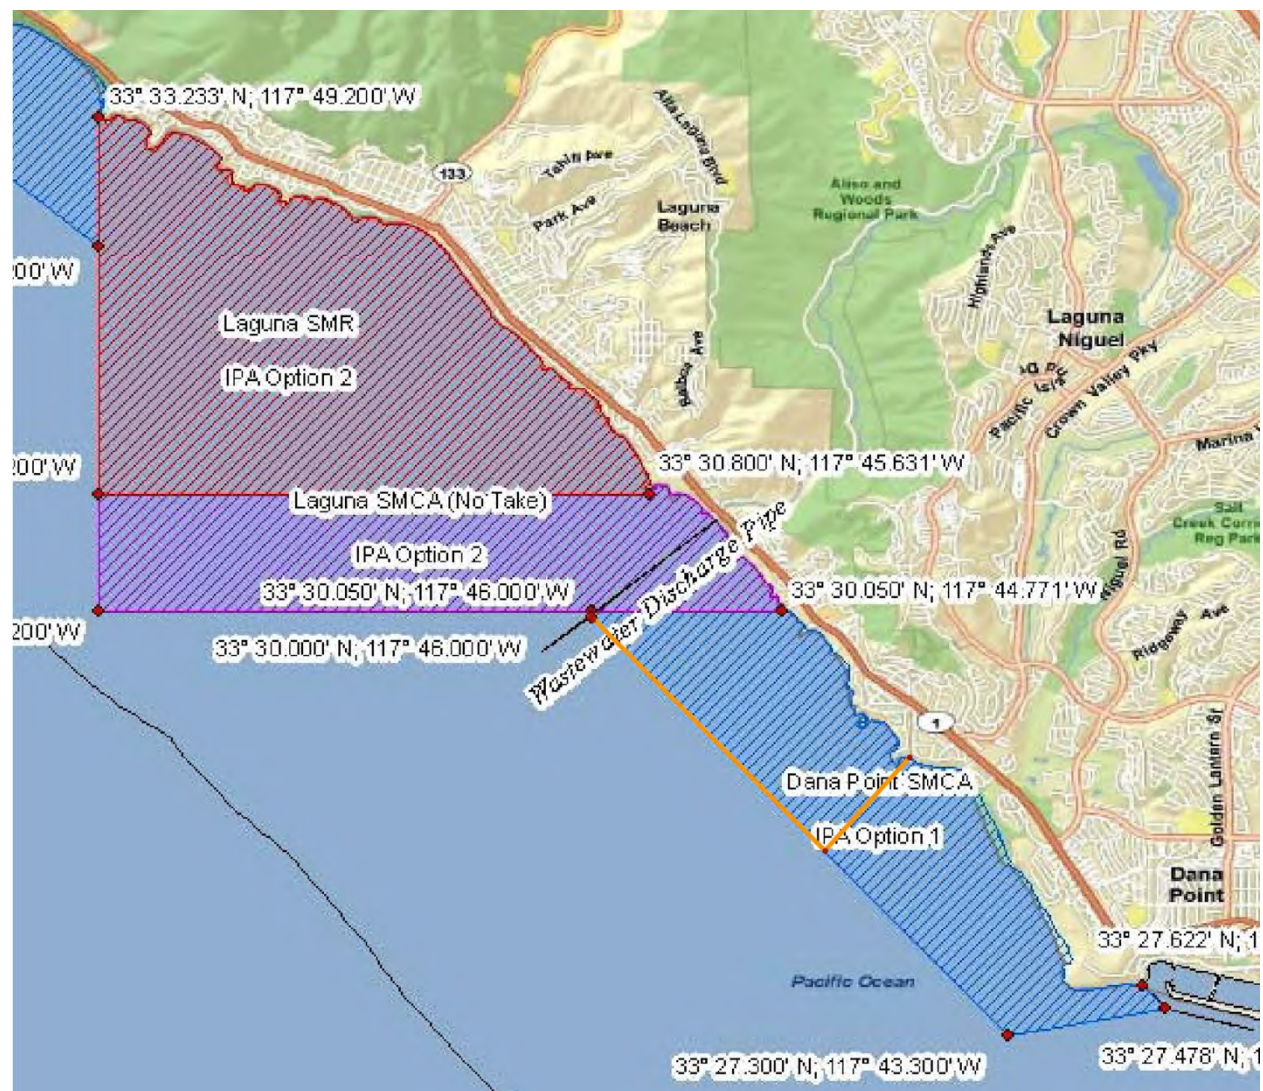 33° 33.233' N; 117° 49.200' W
133
Tahiti Ave
Park Ave
Alta Laguna Blvd
Laguna
Beach
Aliso and
Woods
Regional Park
Highlands Ave
200' W
Laguna SMR
IPA Option 2
Balboa Ave
Laguna
Niguel
Pacific Island Dr
Crown Valley Pky
Marina
200' W
33° 30.800' N; 117° 45.631' W
Laguna SMCA (No Take)
IPA Option 2
Wastewater Discharge Pipe
Salt
Creek Corri
Reg Park
Niguel Rd
33° 30.050' N; 117° 46.000' W
33° 30.050' N; 117° 44.771' W
200' W
33° 30.000' N; 117° 46.000' W
Ridgeway Ave
1
Golden Lantern St
Dana Point SMCA
IPA Option 1
Dana
Point
33° 27.622' N; 1
Pacific Ocean
33° 27.300' N; 117° 43.300' W
33° 27.478' N; 1